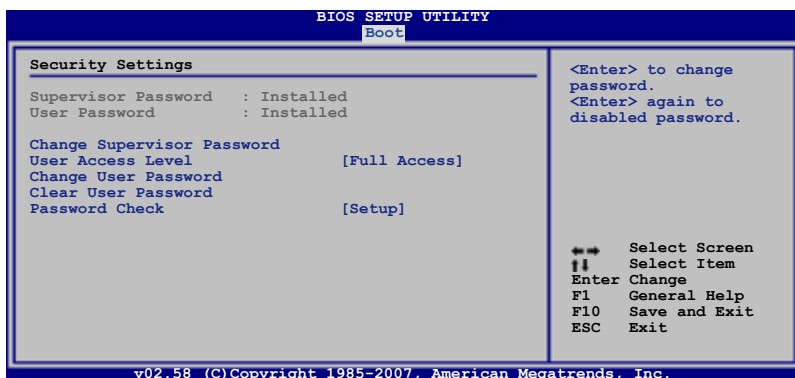 BIOS SETUP UTILITY
Boot
Security Settings
Supervisor Password : Installed
User Password : Installed
Change Supervisor Password
User Access Level [Full Access]
Change User Password
Clear User Password
Password Check [Setup]
<Enter> to change
password.
<Enter> again to
disabled password.
←→ Select Screen
↑↓ Select Item
Enter Change
F1 General Help
F10 Save and Exit
ESC Exit
v02.58 (C)Copyright 1985-2007, American Megatrends, Inc.